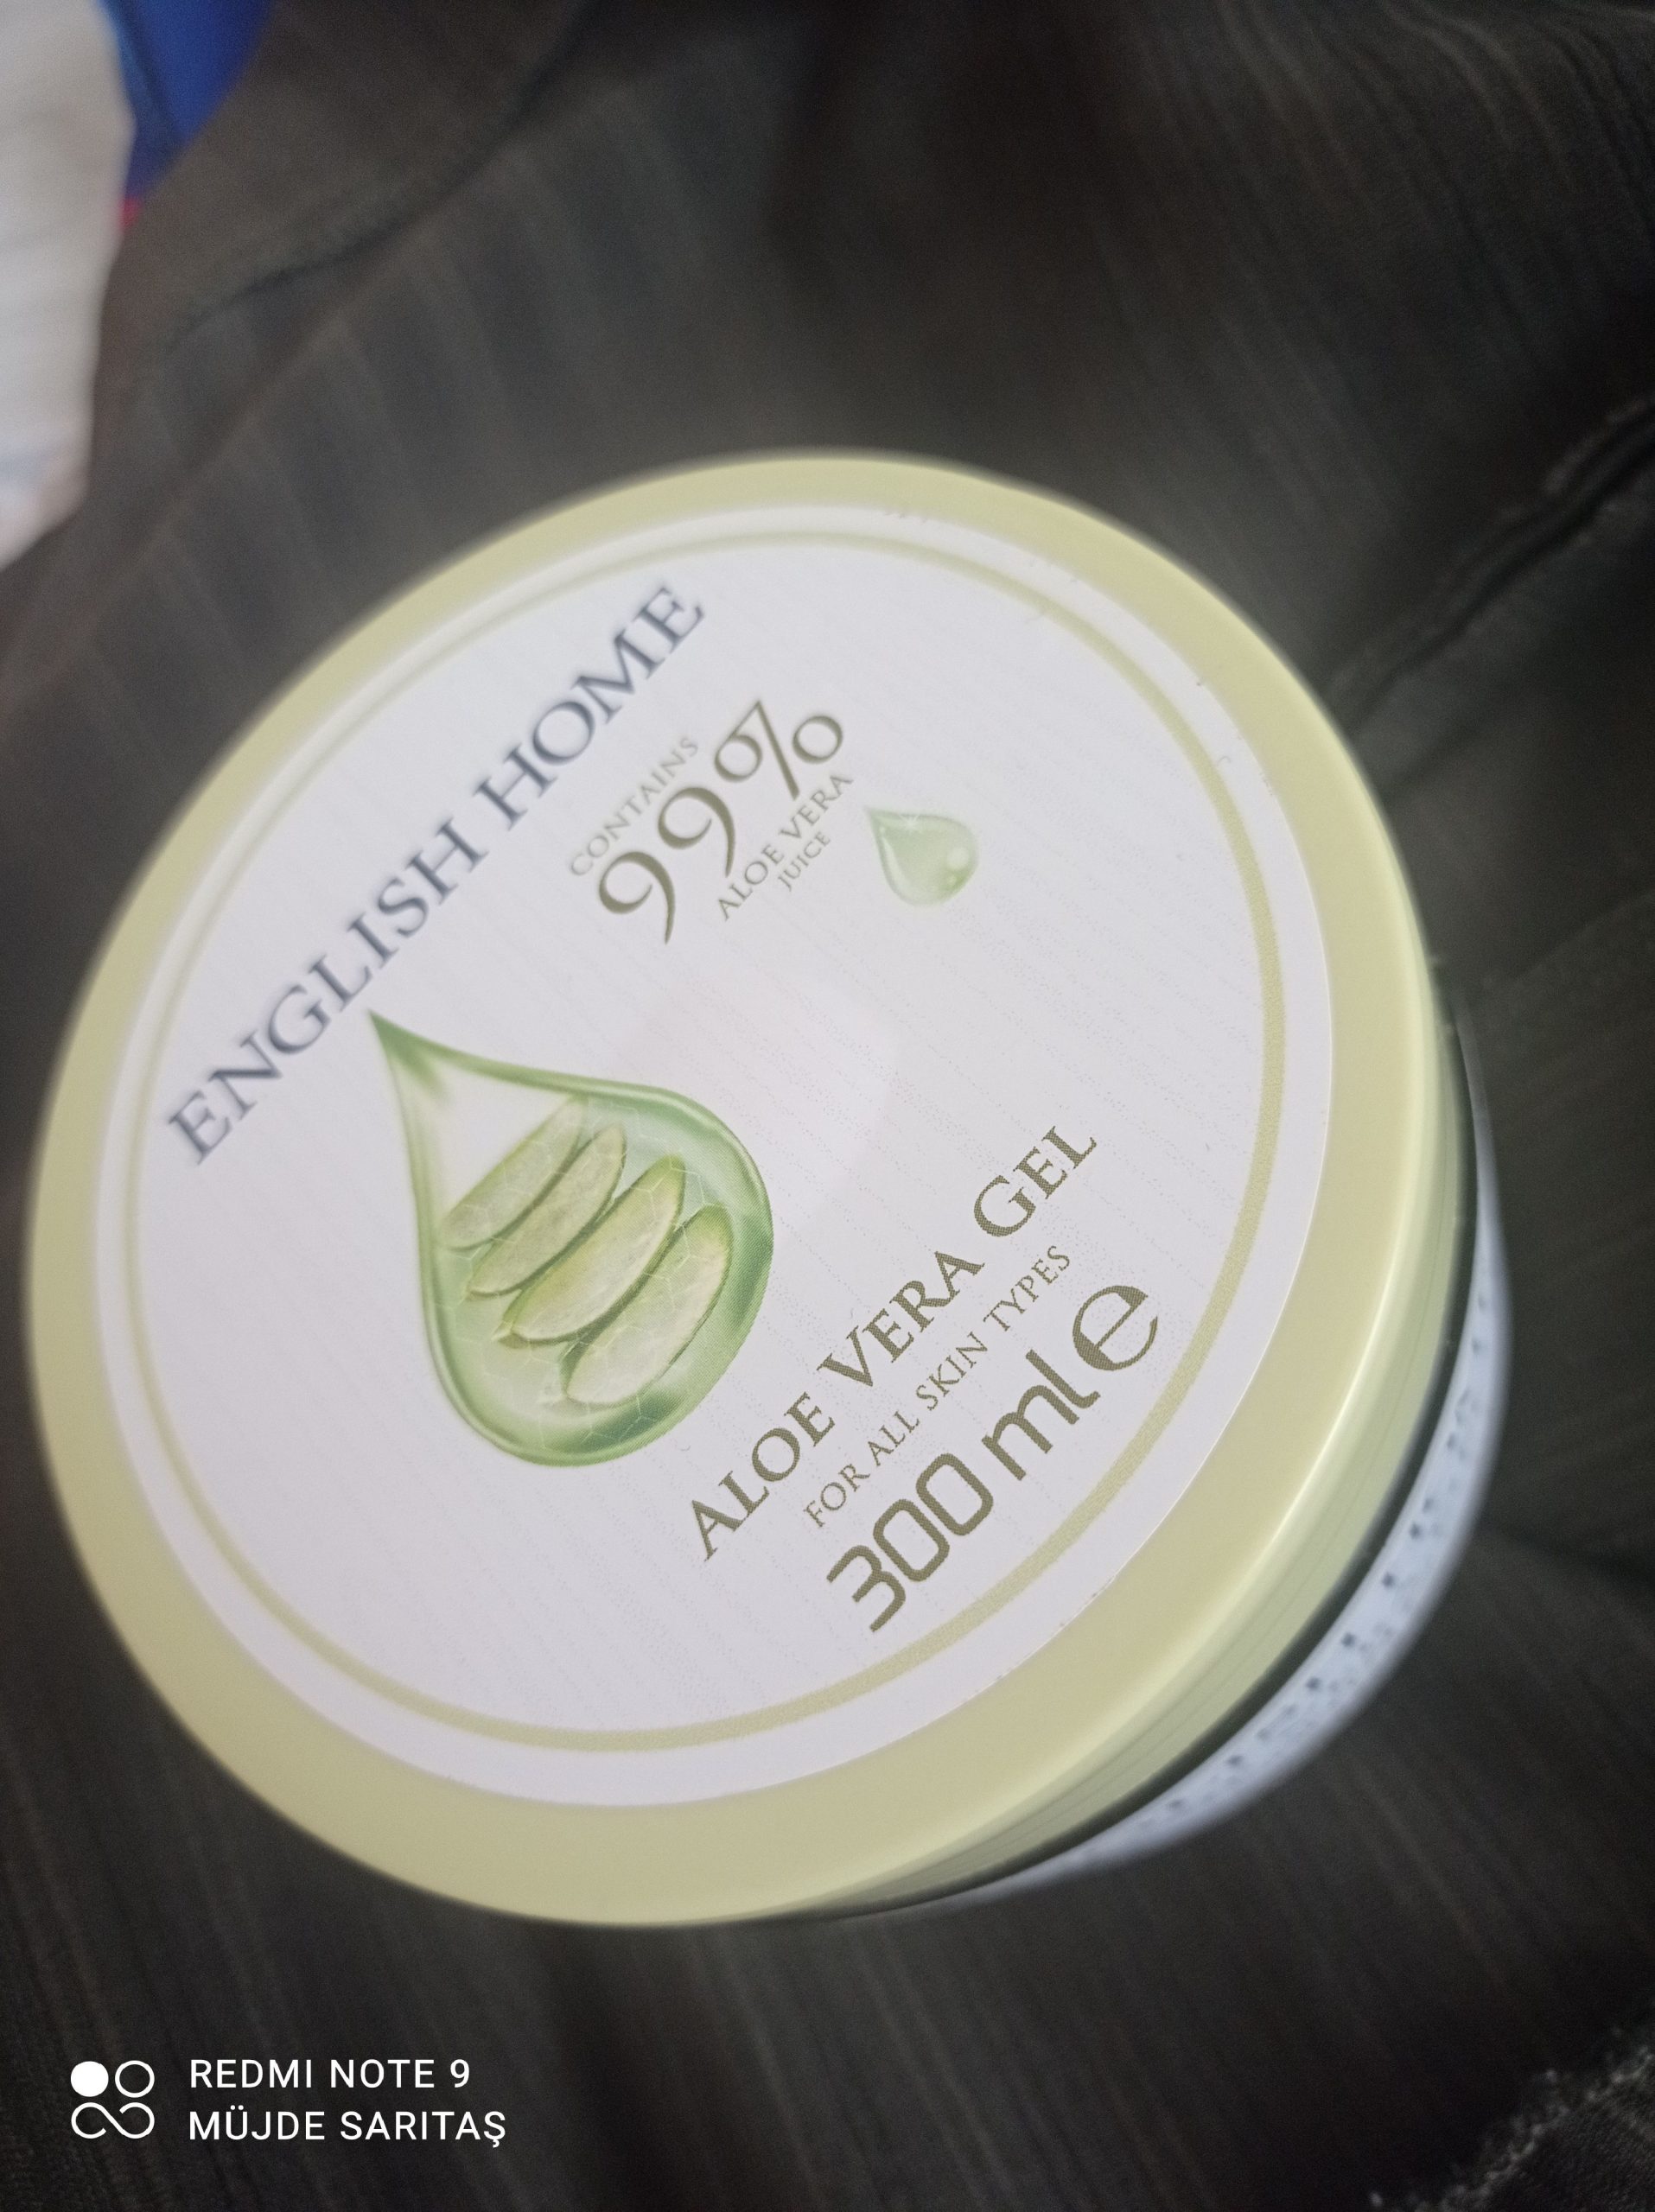 ENGLISH HOME
CONTAINS
99%
ALOE VERA
JUICE
ALOE VERA GEL
FOR ALL SKIN TYPES
300 ml e
REDMI NOTE 9
MÜJDE SARITAŞ